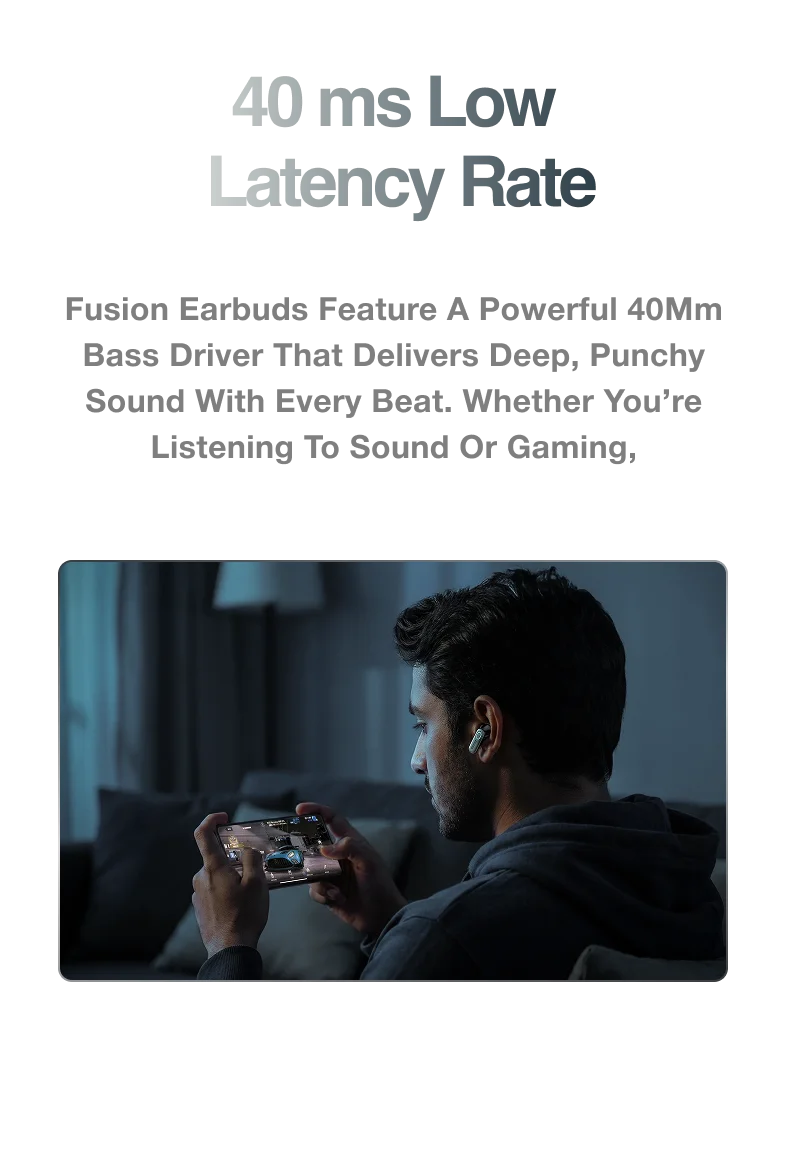 40 ms Low
Latency Rate
Fusion Earbuds Feature A Powerful 40Mm
Bass Driver That Delivers Deep, Punchy
Sound With Every Beat. Whether You’re
Listening To Sound Or Gaming,